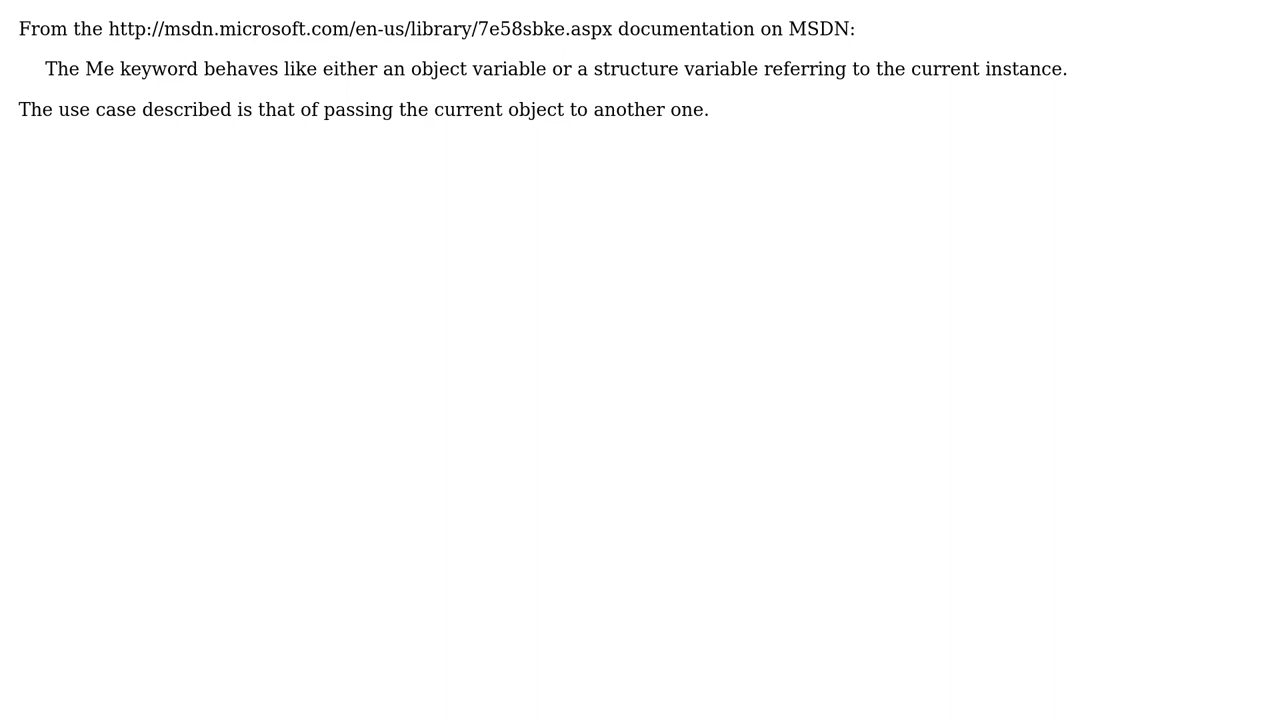 From the http://msdn.microsoft.com/en-us/library/7e58sbke.aspx documentation on MSDN:
The Me keyword behaves like either an object variable or a structure variable referring to the current instance.
The use case described is that of passing the current object to another one.